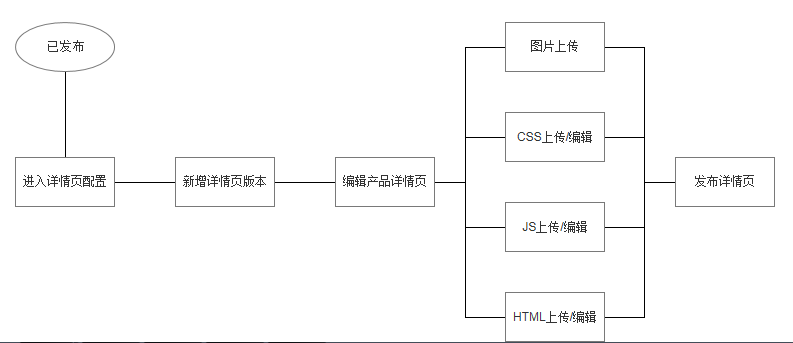 已发布
进入详情页配置
新增详情页版本
编辑产品详情页
图片上传
CSS上传/编辑
JS上传/编辑
HTML上传/编辑
发布详情页